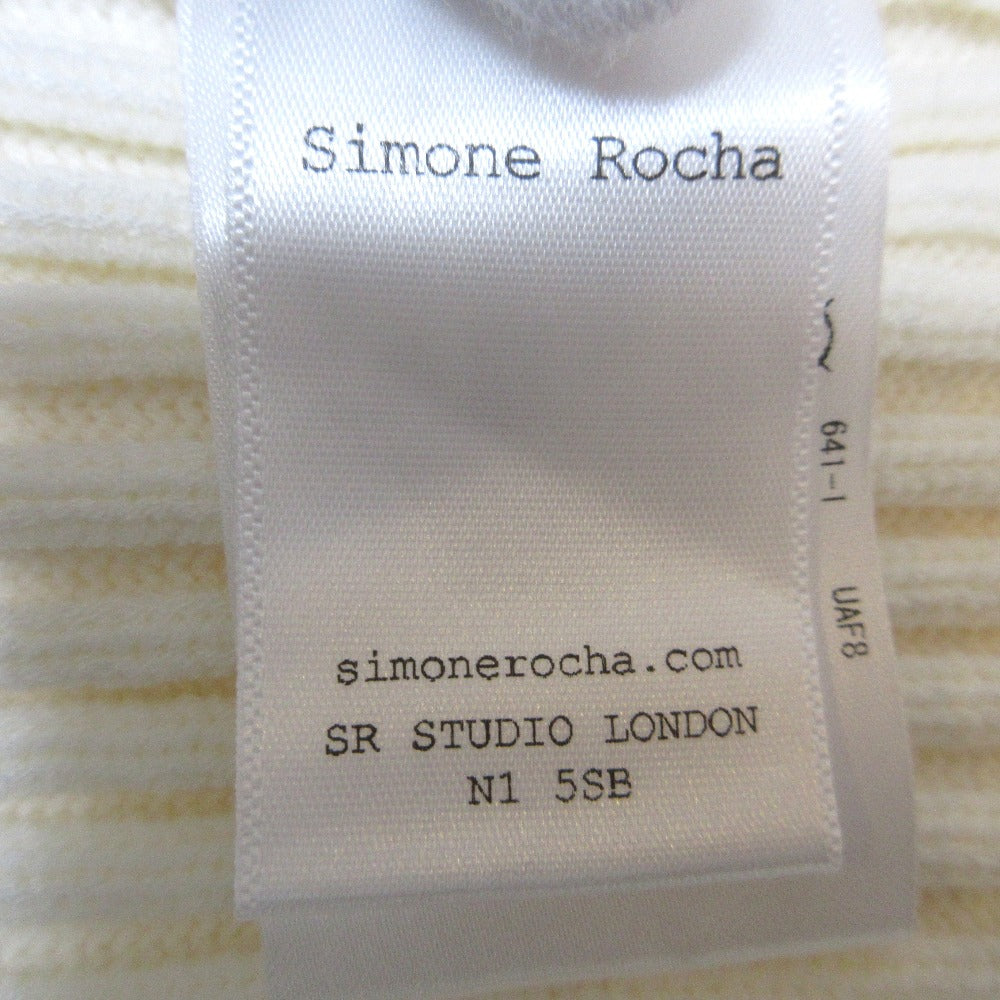 Simone Rocha
simonerocha.com
SR STUDIO LONDON
N1 5SB
641-1
UAF8